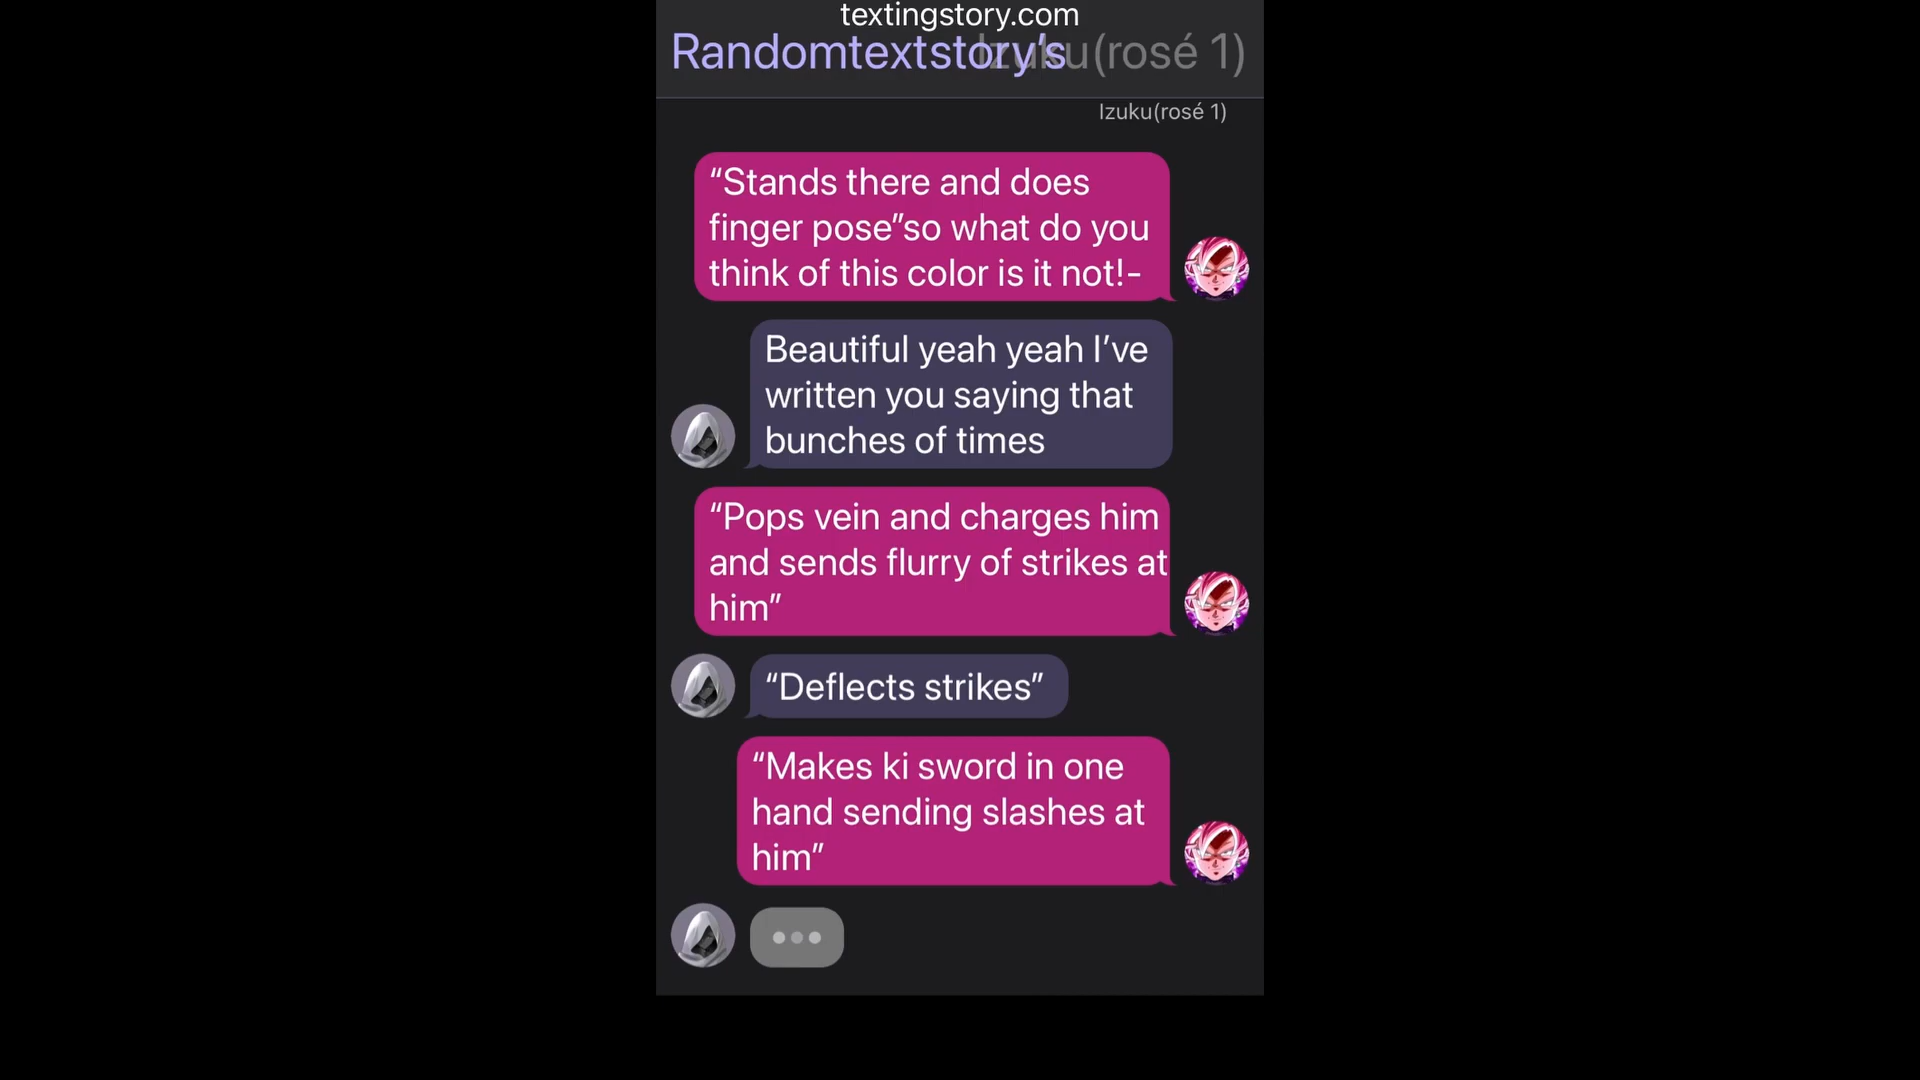 textingstory.com
Randomtextstory’s
Izuku(rosé 1)
Izuku(rosé 1)
“Stands there and does
finger pose”so what do you
think of this color is it not!-
Beautiful yeah yeah I’ve
written you saying that
bunches of times
“Pops vein and charges him
and sends flurry of strikes at
him”
“Deflects strikes”
“Makes ki sword in one
hand sending slashes at
him”